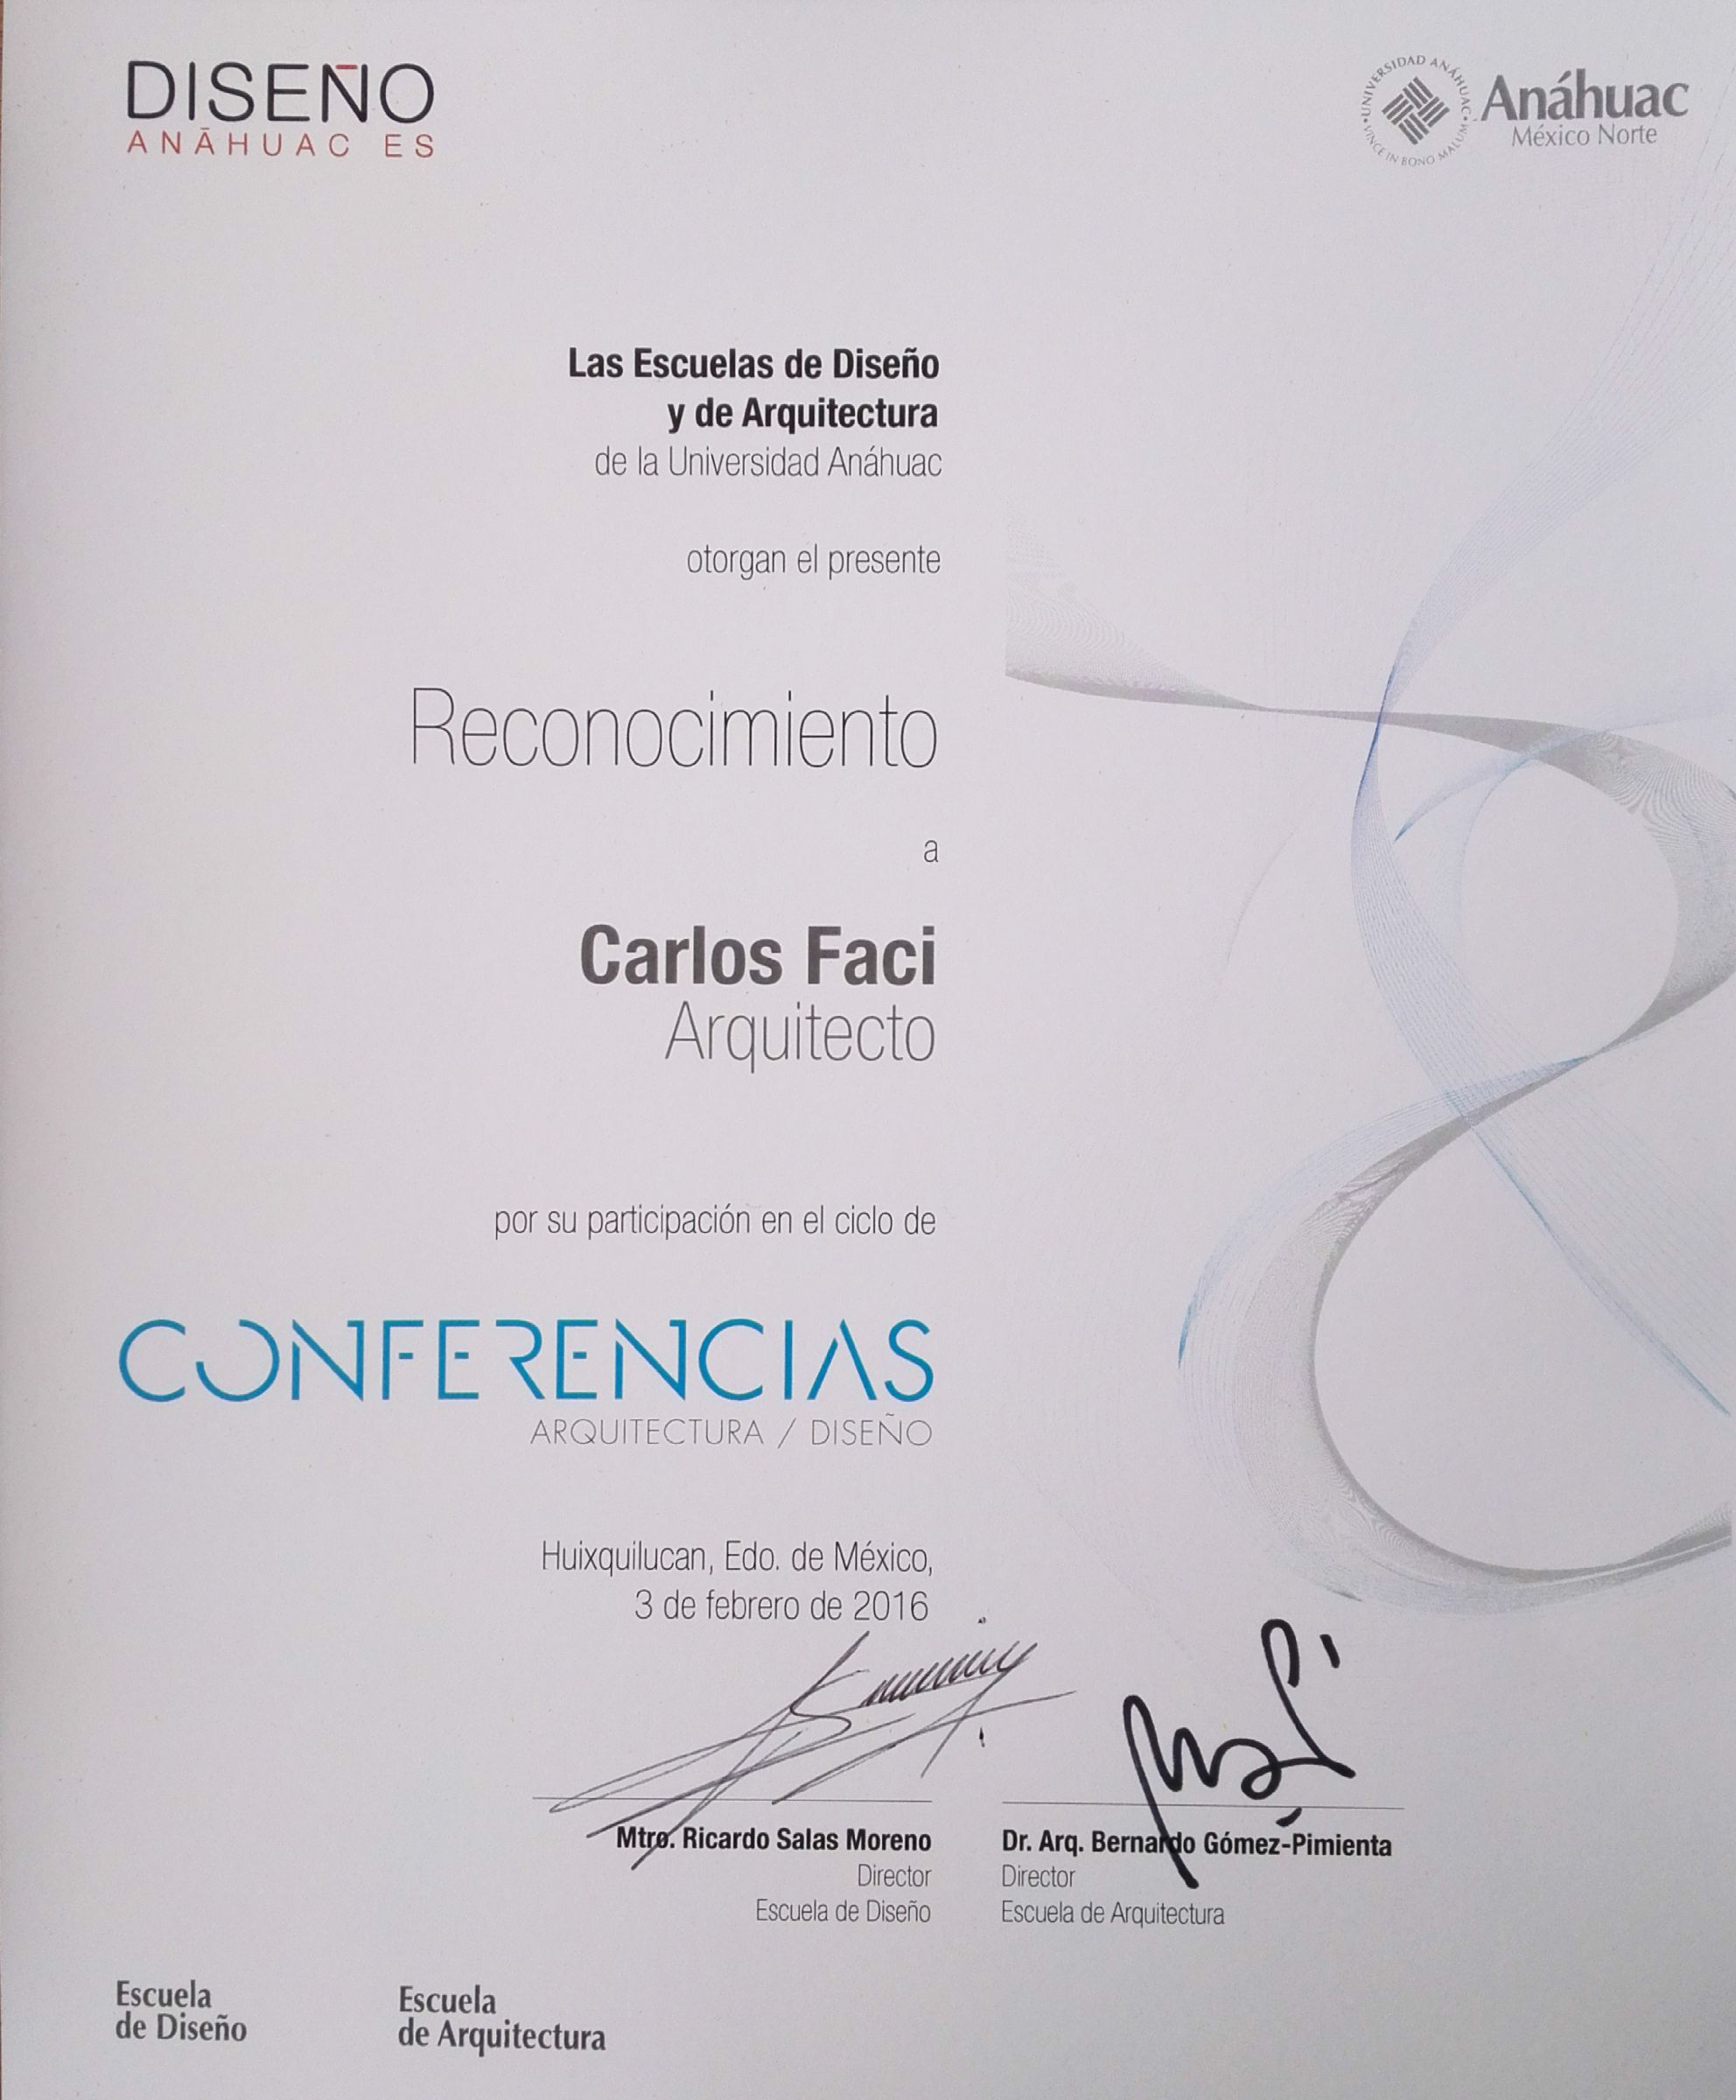 DISEÑO
ANÁHUAC ES
UNIVERSIDAD ANÁHUAC
VINCE IN BONO MALUM
Anáhuac
México Norte
Las Escuelas de Diseño
y de Arquitectura
de la Universidad Anáhuac
otorgan el presente
Reconocimiento
a
Carlos Faci
Arquitecto
por su participación en el ciclo de
CONFERENCIAS
ARQUITECTURA / DISEÑO
Huixquilucan, Edo. de México,
3 de febrero de 2016
Mtro. Ricardo Salas Moreno
Director
Escuela de Diseño
Dr. Arq. Bernardo Gómez-Pimienta
Director
Escuela de Arquitectura
Escuela
de Diseño
Escuela
de Arquitectura